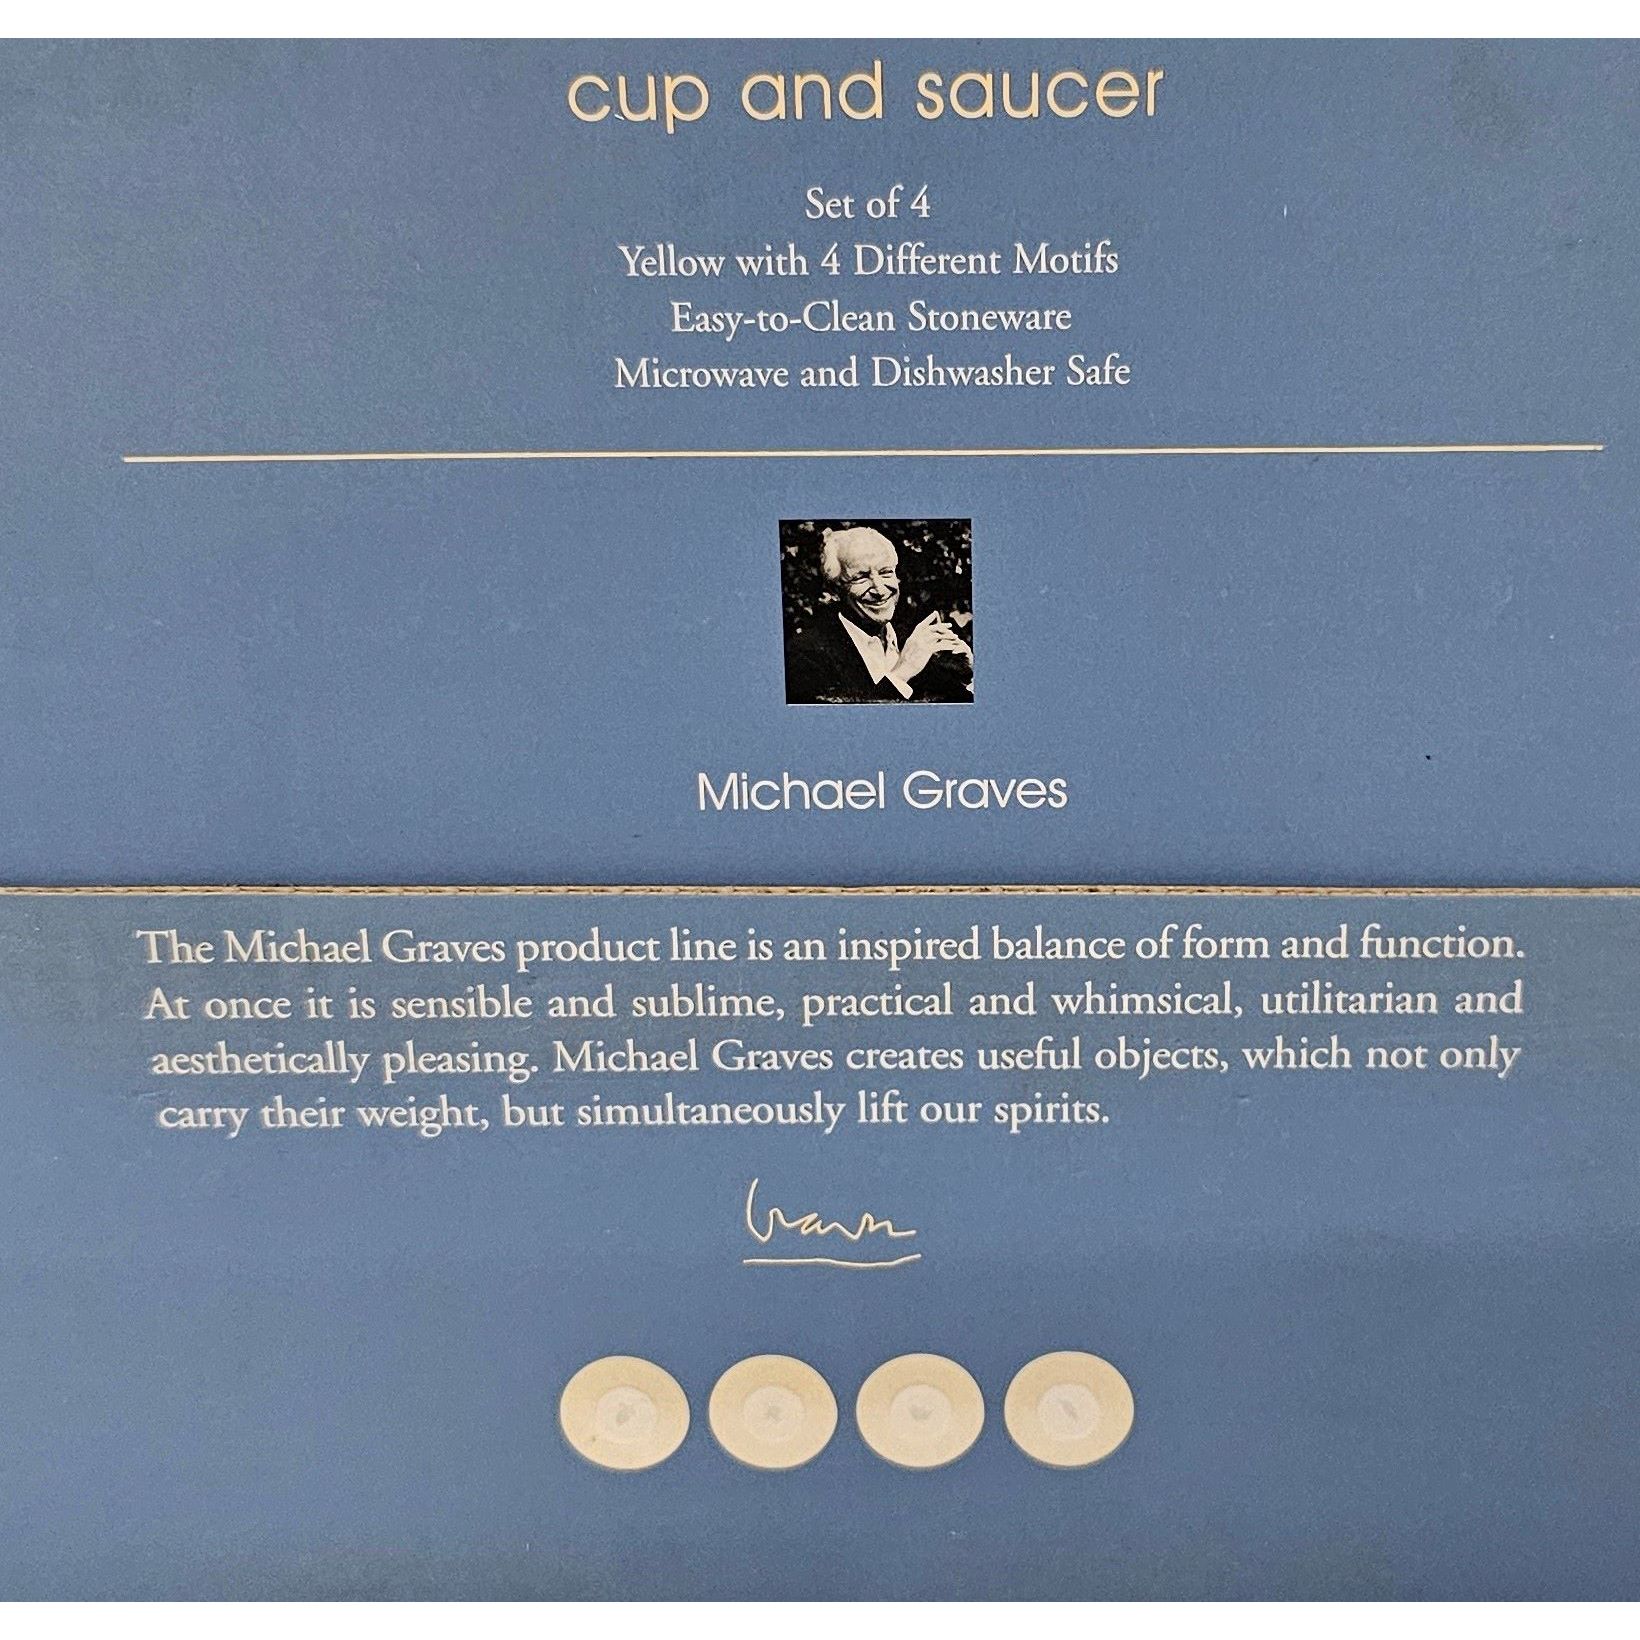 cup and saucer
Set of 4
Yellow with 4 Different Motifs
Easy-to-Clean Stoneware
Microwave and Dishwasher Safe
Michael Graves
The Michael Graves product line is an inspired balance of form and function.
At once it is sensible and sublime, practical and whimsical, utilitarian and
aesthetically pleasing. Michael Graves creates useful objects, which not only
carry their weight, but simultaneously lift our spirits.
Graves